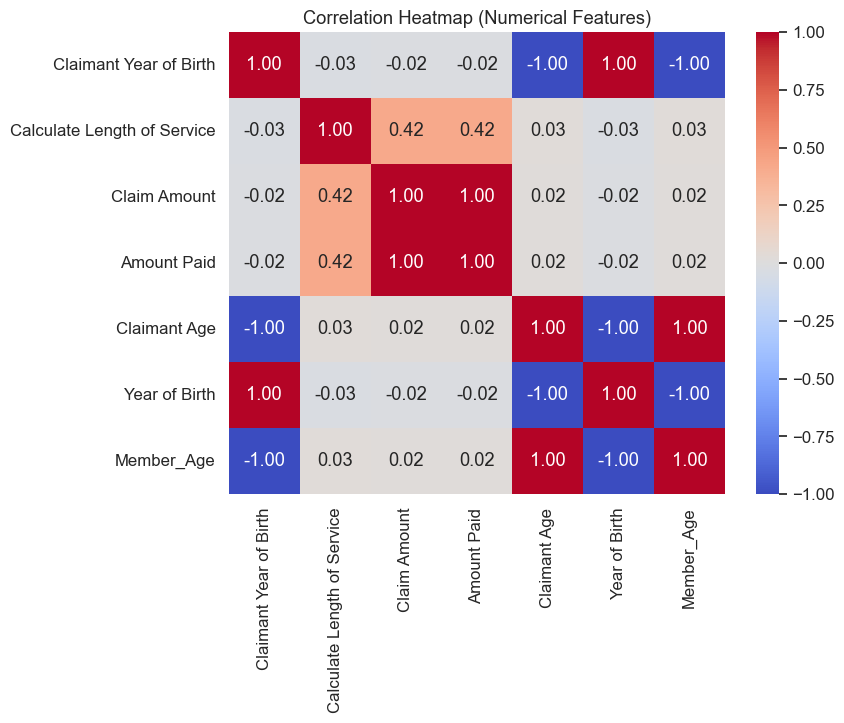 Correlation Heatmap (Numerical Features)
Claimant Year of Birth 1.00 -0.03 -0.02 -0.02 -1.00 1.00 -1.00
Calculate Length of Service -0.03 1.00 0.42 0.42 0.03 -0.03 0.03
Claim Amount -0.02 0.42 1.00 1.00 0.02 -0.02 0.02
Amount Paid -0.02 0.42 1.00 1.00 0.02 -0.02 0.02
Claimant Age -1.00 0.03 0.02 0.02 1.00 -1.00 1.00
Year of Birth 1.00 -0.03 -0.02 -0.02 -1.00 1.00 -1.00
Member_Age -1.00 0.03 0.02 0.02 1.00 -1.00 1.00
Claimant Year of Birth
Calculate Length of Service
Claim Amount
Amount Paid
Claimant Age
Year of Birth
Member_Age
1.00
0.75
0.50
0.25
0.00
−0.25
−0.50
−0.75
−1.00